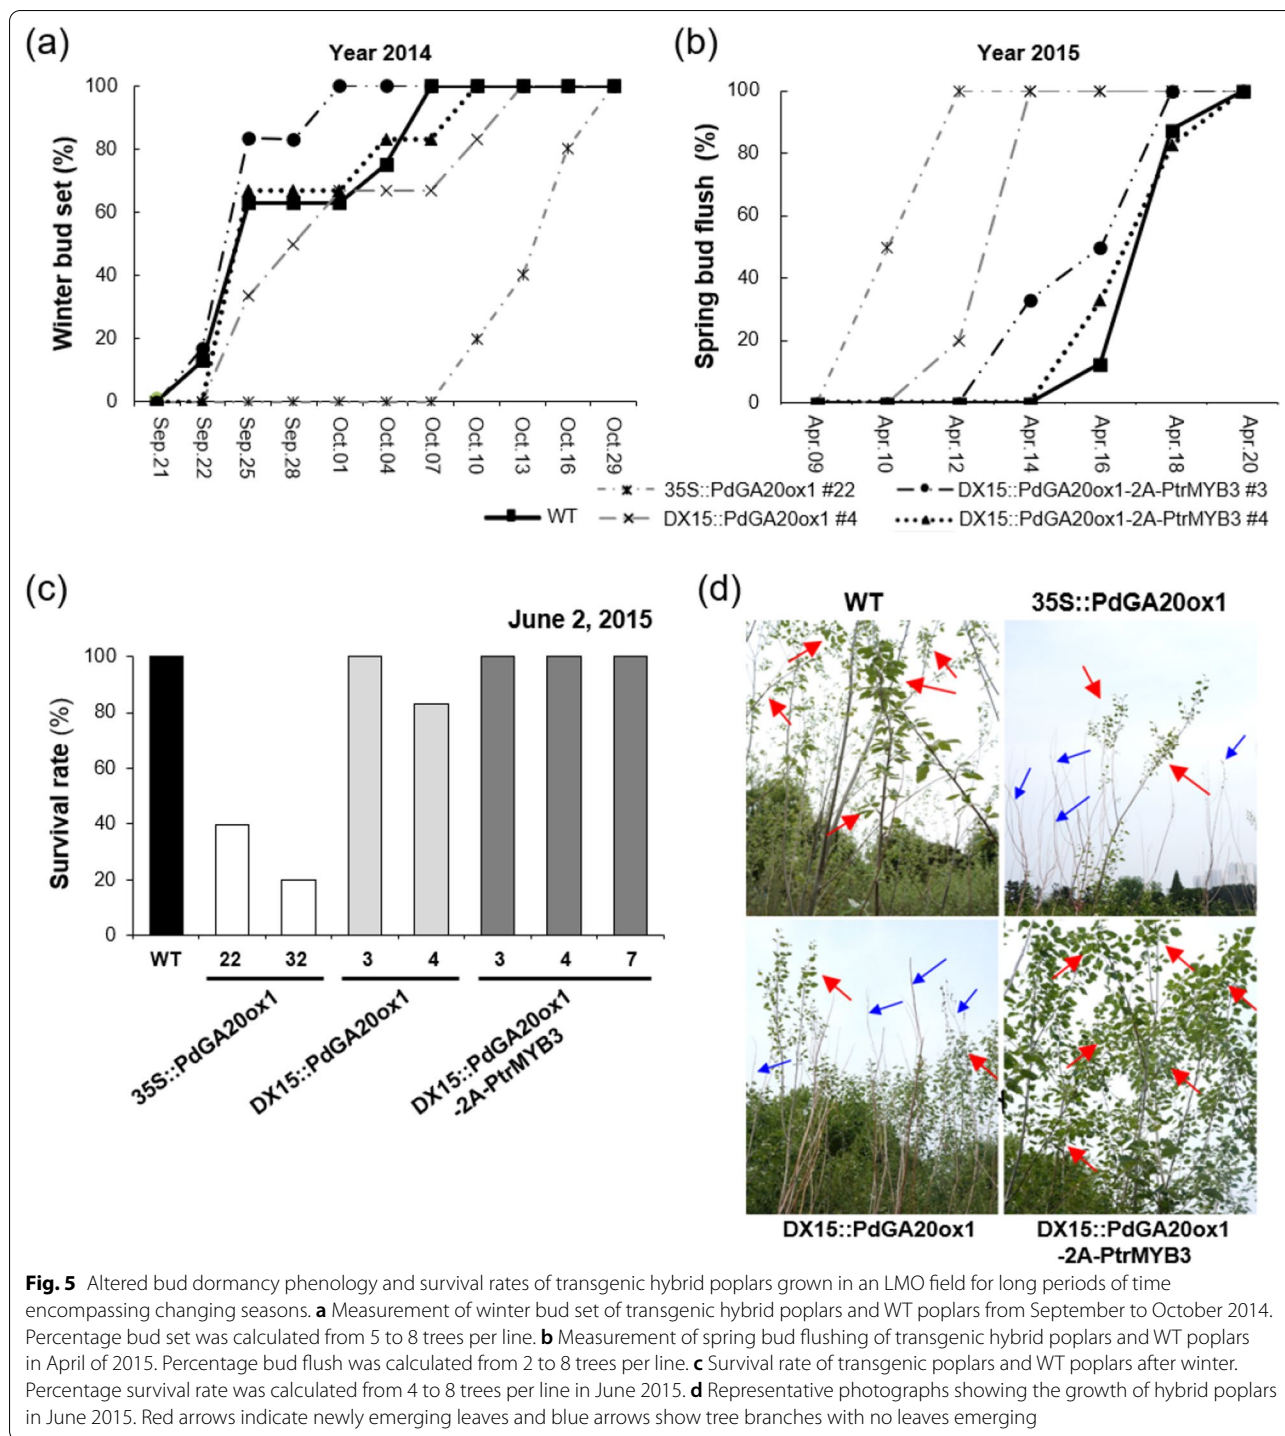 (a)
Year 2014
Winter bud set (%)
100
80
60
40
20
0
Sep.21
Sep.22
Sep.25
Sep.28
Oct.01
Oct.04
Oct.07
Oct.10
Oct.13
Oct.16
Oct.29
(b)
Year 2015
Spring bud flush (%)
100
80
60
40
20
0
Apr.09
Apr.10
Apr.12
Apr.14
Apr.16
Apr.18
Apr.20
WT
35S::PdGA20ox1 #22
DX15::PdGA20ox1 #4
DX15::PdGA20ox1-2A-PtrMYB3 #3
DX15::PdGA20ox1-2A-PtrMYB3 #4
(c)
June 2, 2015
Survival rate (%)
100
80
60
40
20
0
WT 22 32 3 4 3 4 7
35S::PdGA20ox1
DX15::PdGA20ox1
DX15::PdGA20ox1
-2A-PtrMYB3
(d)
WT
35S::PdGA20ox1
DX15::PdGA20ox1
DX15::PdGA20ox1
-2A-PtrMYB3
Fig. 5 Altered bud dormancy phenology and survival rates of transgenic hybrid poplars grown in an LMO field for long periods of time
encompassing changing seasons. a Measurement of winter bud set of transgenic hybrid poplars and WT poplars from September to October 2014.
Percentage bud set was calculated from 5 to 8 trees per line. b Measurement of spring bud flushing of transgenic hybrid poplars and WT poplars
in April of 2015. Percentage bud flush was calculated from 2 to 8 trees per line. c Survival rate of transgenic poplars and WT poplars after winter.
Percentage survival rate was calculated from 4 to 8 trees per line in June 2015. d Representative photographs showing the growth of hybrid poplars
in June 2015. Red arrows indicate newly emerging leaves and blue arrows show tree branches with no leaves emerging